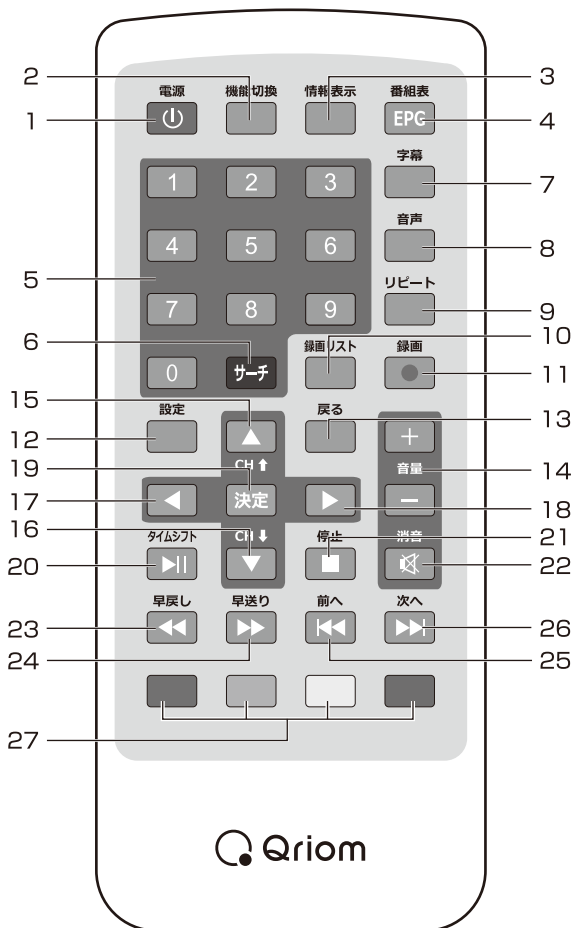 2
3
電源
機能切換
情報表示
番組表
1
EPG
4
字幕
1
2
3
7
音声
4
5
6
8
5
リピート
7
8
9
9
6
10
録画リスト
録画
0
サーチ
11
15
設定
戻る
13
12
+
CH ⬆
音量
14
19
17
決定
−
18
16
タイムシフト
CH ⬇
停止
消音
21
20
22
早戻し
早送り
前へ
次へ
23
26
24
25
27
Qriom